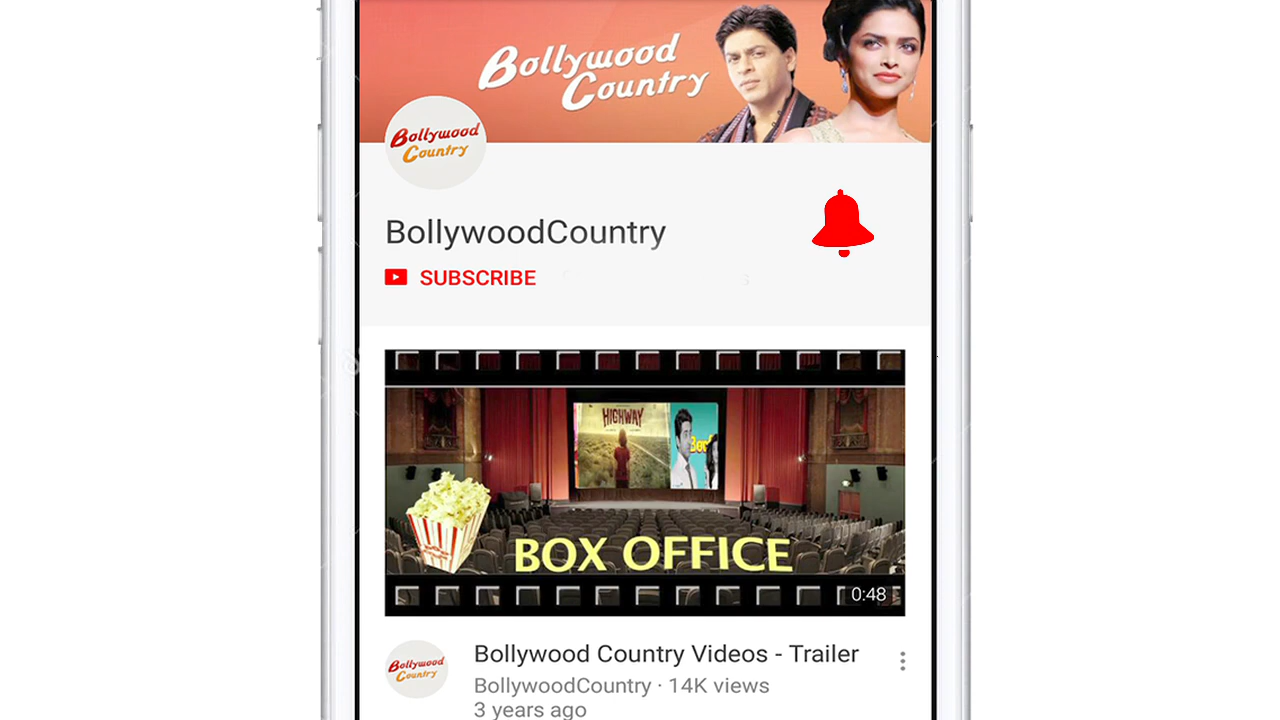 Bollywood
Country
Bollywood
Country
BollywoodCountry
SUBSCRIBE
HIGHWAY
BOX OFFICE
0:48
Bollywood Country Videos - Trailer
Bollywood
Country
BollywoodCountry · 14K views
3 years ago